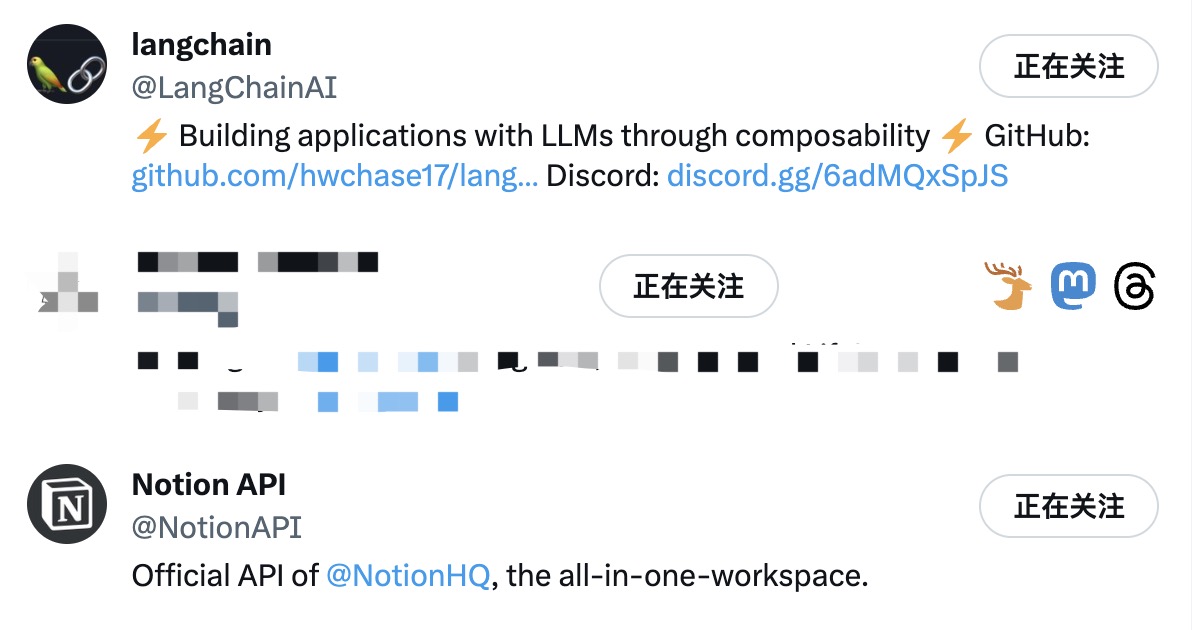 langchain
@LangChainAI
正在关注
⚡ Building applications with LLMs through composability ⚡ GitHub:
github.com/hwchase17/lang... Discord: discord.gg/6adMQxSpJS
正在关注
Notion API
@NotionAPI
正在关注
Official API of @NotionHQ, the all-in-one-workspace.